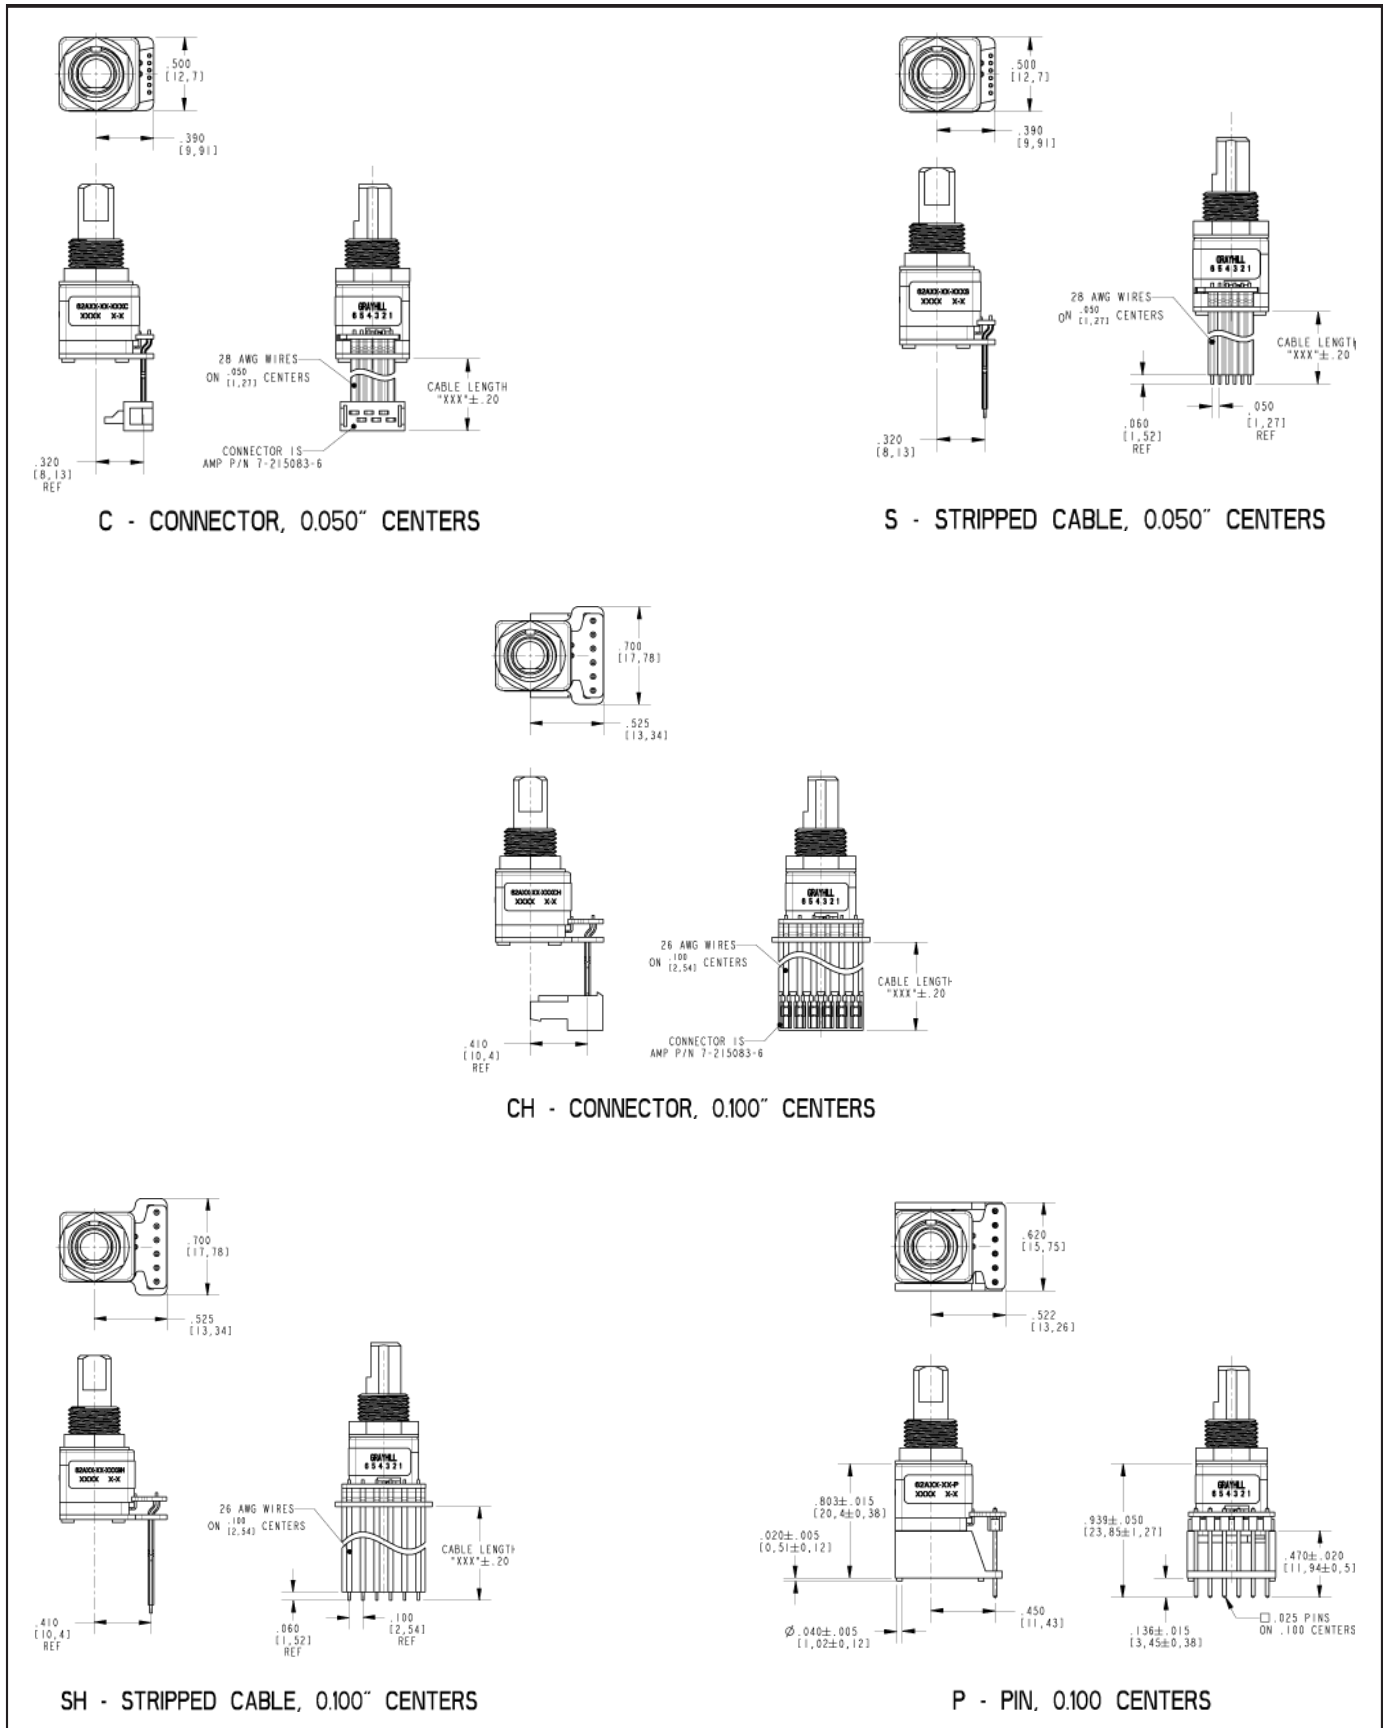 .500
[12,7]
.390
[9,91]
62AXX-XX-XXXC
XXXX X-X
GRAYHILL
654321
28 AWG WIRES
ON .050 [1,27] CENTERS
CABLE LENGTH
"XXX"±.20
CONNECTOR IS
AMP P/N 7-215083-6
.320
[8,13]
REF
C - CONNECTOR, 0.050" CENTERS
.500
[12,7]
.390
[9,91]
62AXX-XX-XXXS
XXXX X-X
GRAYHILL
654321
28 AWG WIRES
ON .050 [1,27] CENTERS
CABLE LENGTH
"XXX"±.20
.320
[8,13]
.060
[1,52]
REF
.050
[1,27]
REF
S - STRIPPED CABLE, 0.050" CENTERS
.700
[17,78]
.525
[13,34]
62AXX-XX-XXXCH
XXXX X-X
GRAYHILL
654321
26 AWG WIRES
ON .100 [2,54] CENTERS
CABLE LENGTH
"XXX"±.20
CONNECTOR IS
AMP P/N 7-215083-6
.410
[10,4]
REF
CH - CONNECTOR, 0.100" CENTERS
.700
[17,78]
.525
[13,34]
62AXX-XX-XXXSH
XXXX X-X
GRAYHILL
654321
26 AWG WIRES
ON .100 [2,54] CENTERS
CABLE LENGTH
"XXX"±.20
.410
[10,4]
REF
.060
[1,52]
REF
.100
[2,54]
REF
SH - STRIPPED CABLE, 0.100" CENTERS
.620
[15,75]
.522
[13,26]
62AXX-XX-P
XXXX X-X
GRAYHILL
654321
.803±.015
[20,4±0,38]
.020±.005
[0,51±0,12]
.939±.050
[23,85±1,27]
.470±.020
[11,94±0,5]
.450
[11,43]
Ø.040±.005
[1,02±0,12]
.136±.015
[3,45±0,38]
□.025 PINS
ON .100 CENTERS
P - PIN, 0.100 CENTERS